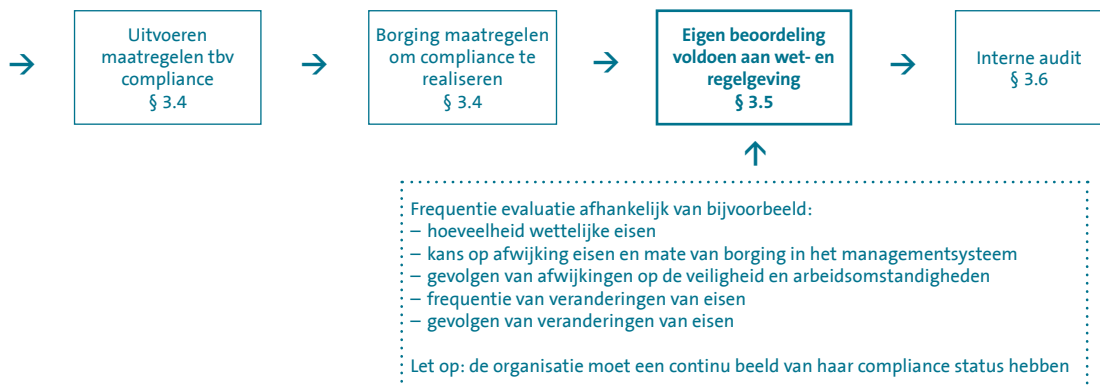 Uitvoeren
maatregelen tbv
compliance
§ 3.4
Borging maatregelen
om compliance te
realiseren
§ 3.4
Eigen beoordeling
voldoen aan wet- en
regelgeving
§ 3.5
Interne audit
§ 3.6
Frequentie evaluatie afhankelijk van bijvoorbeeld:
– hoeveelheid wettelijke eisen
– kans op afwijking eisen en mate van borging in het managementsysteem
– gevolgen van afwijkingen op de veiligheid en arbeidsomstandigheden
– frequentie van veranderingen van eisen
– gevolgen van veranderingen van eisen
Let op: de organisatie moet een continu beeld van haar compliance status hebben